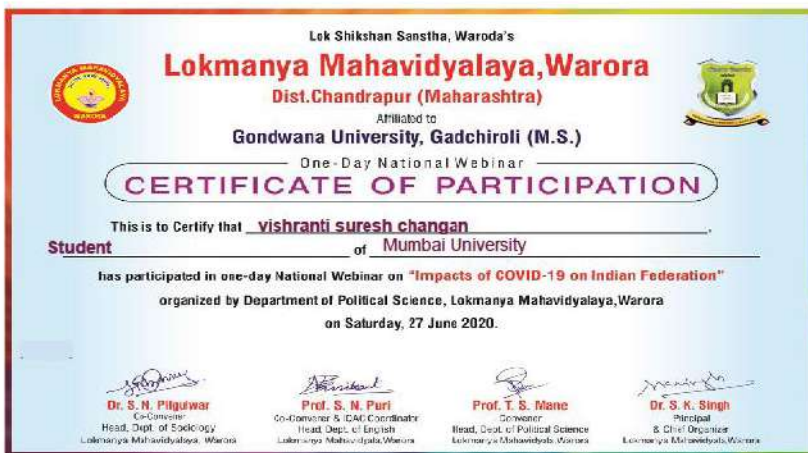 Lok Shikshan Sanstha, Waroda's
Lokmanya Mahavidyalaya,Warora
Dist.Chandrapur (Maharashtra)
Affiliated to
Gondwana University, Gadchiroli (M.S.)
One-Day National Webinar
CERTIFICATE OF PARTICIPATION
This is to Certify that vishranti suresh changan,
Student of Mumbai University
has participated in one-day National Webinar on "Impacts of COVID-19 on Indian Federation"
organized by Department of Political Science, Lokmanya Mahavidyalaya,Warora
on Saturday, 27 June 2020.
LOKMANYA MAHAVIDYALAYA
WARORA
Dr. S. N. Pilgulwar
Co-Convener
Head, Dept. of Sociology
Lokmanya Mahavidyalaya, Warora
Prof. S. N. Puri
Co-Convener & IQAC Coordinator
Head, Dept. of English
Lokmanya Mahavidyala,Warora
Prof. T. S. Mane
Convener
Head, Dept. of Political Science
Lokmanya Mahavidyala,Warora
Dr. S. K. Singh
Principal
& Chief Organizer
Lokmanya Mahavidyala,Warora